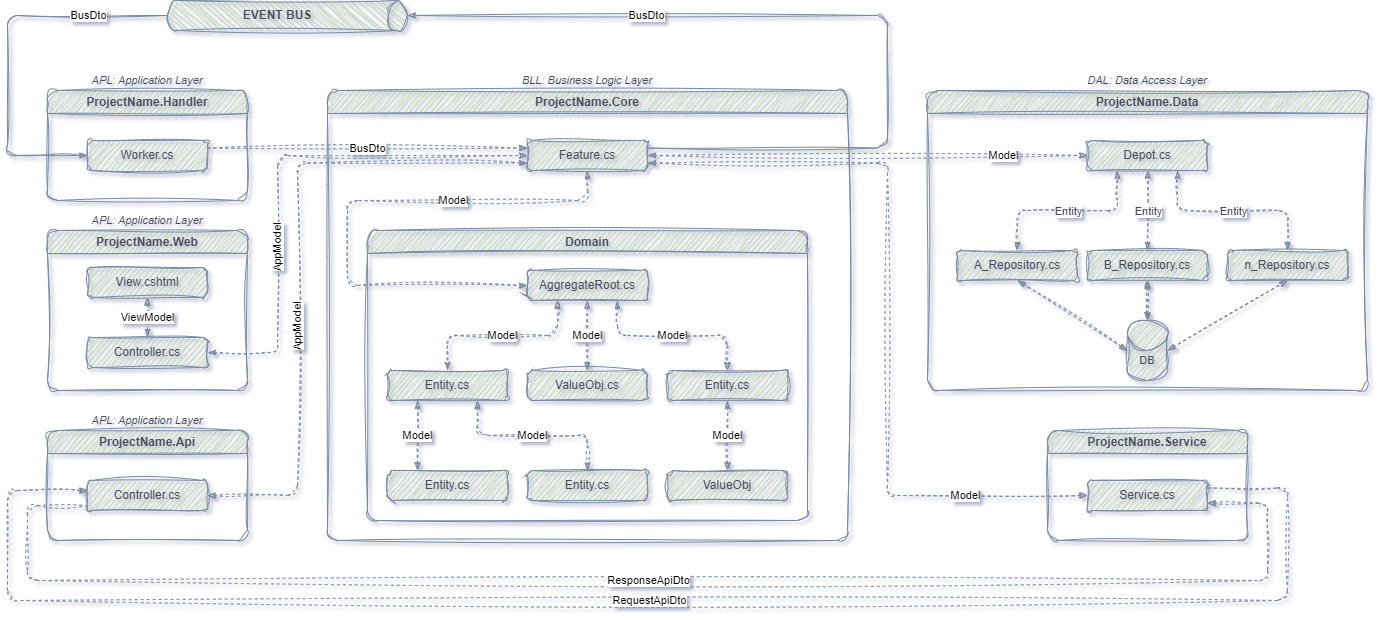 BusDto
EVENT BUS
BusDto
APL: Application Layer
ProjectName.Handler
Worker.cs
BusDto
APL: Application Layer
ProjectName.Web
View.cshtml
ViewModel
Controller.cs
AppModel
AppModel
APL: Application Layer
ProjectName.Api
Controller.cs
BLL: Business Logic Layer
ProjectName.Core
Feature.cs
Model
Domain
AggregateRoot.cs
Model
Model
Model
Entity.cs
ValueObj.cs
Entity.cs
Model
Model
Model
Entity.cs
Entity.cs
ValueObj
DAL: Data Access Layer
ProjectName.Data
Model
Depot.cs
Entity
Entity
Entity
A_Repository.cs
B_Repository.cs
n_Repository.cs
DB
ProjectName.Service
Model
Service.cs
ResponseApiDto
RequestApiDto